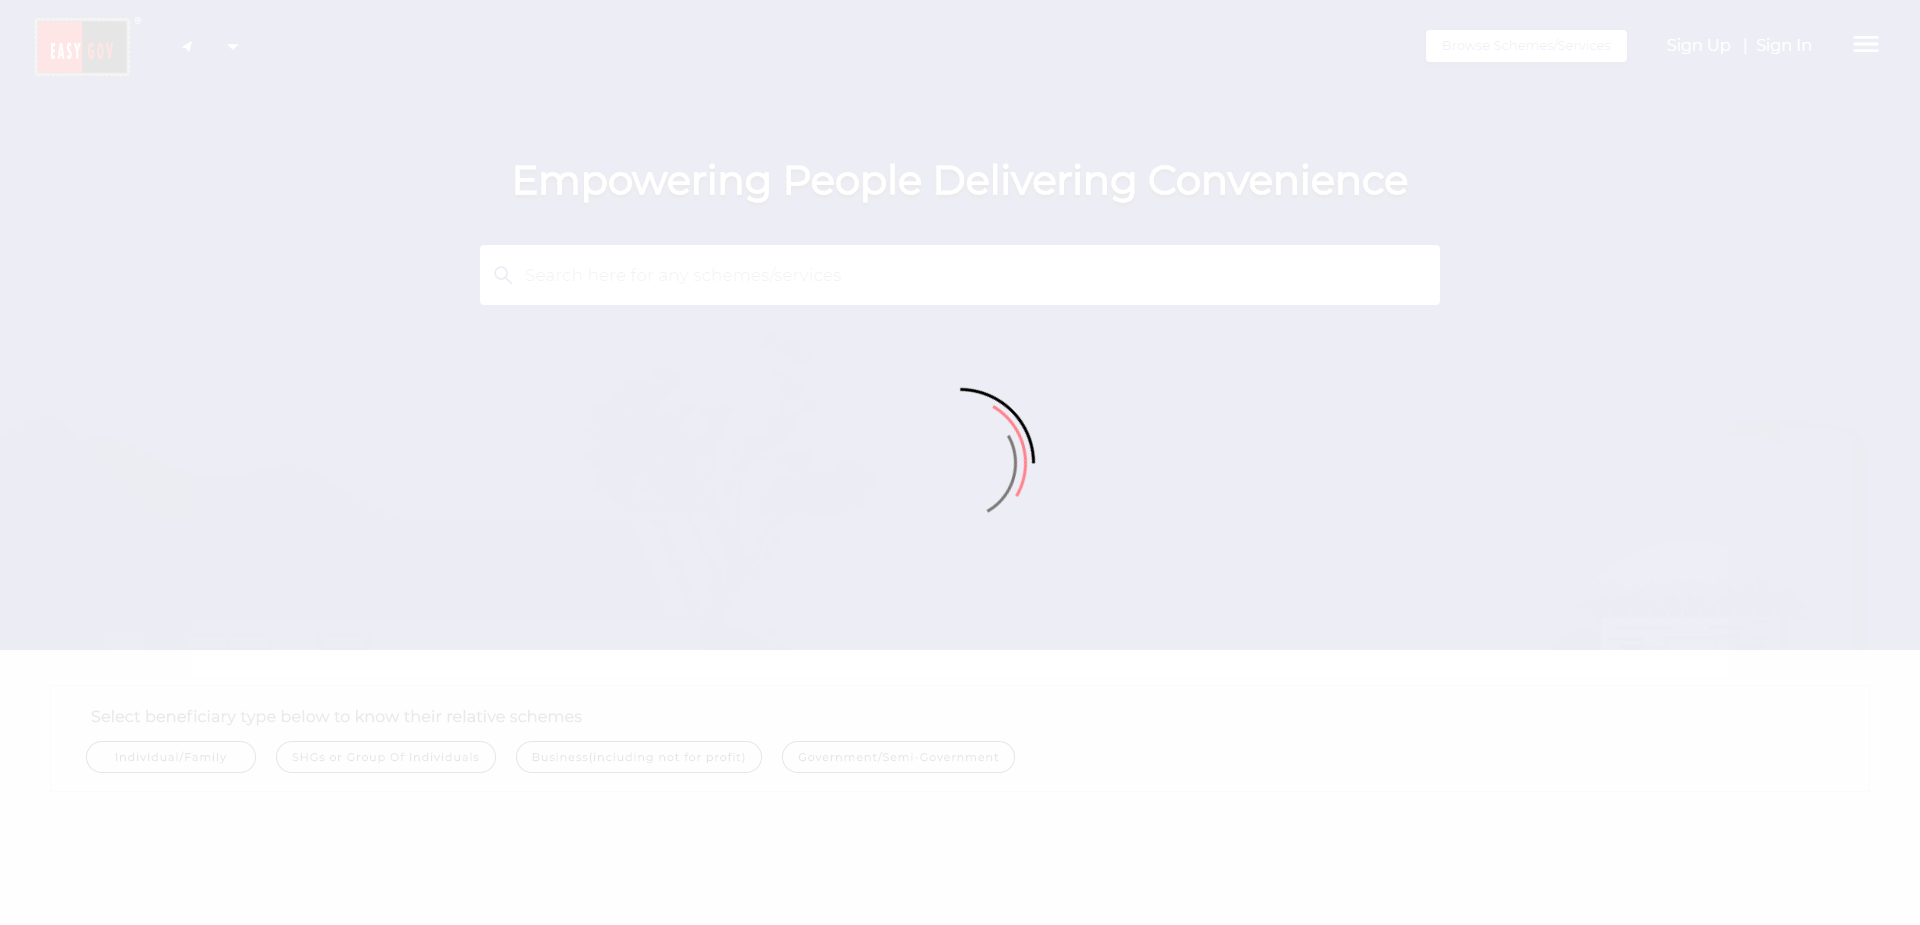 EASY GOV
®
Browse Schemes/Services
Sign Up | Sign In
Empowering People Delivering Convenience
Search here for any schemes/services
Select beneficiary type below to know their relative schemes
Individual/Family
SHGs or Group Of Individuals
Business(including not for profit)
Government/Semi-Government